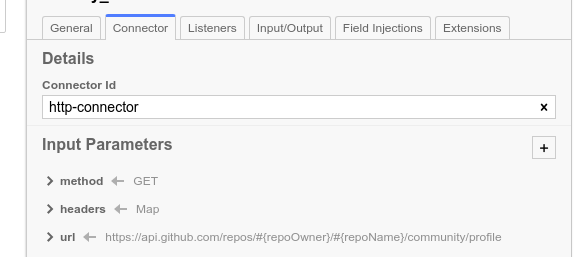 General Connector Listeners Input/Output Field Injections Extensions
Details
Connector Id
http-connector ×
Input Parameters +
method ← GET
headers ← Map
url ← https://api.github.com/repos/#{repoOwner}/#{repoName}/community/profile